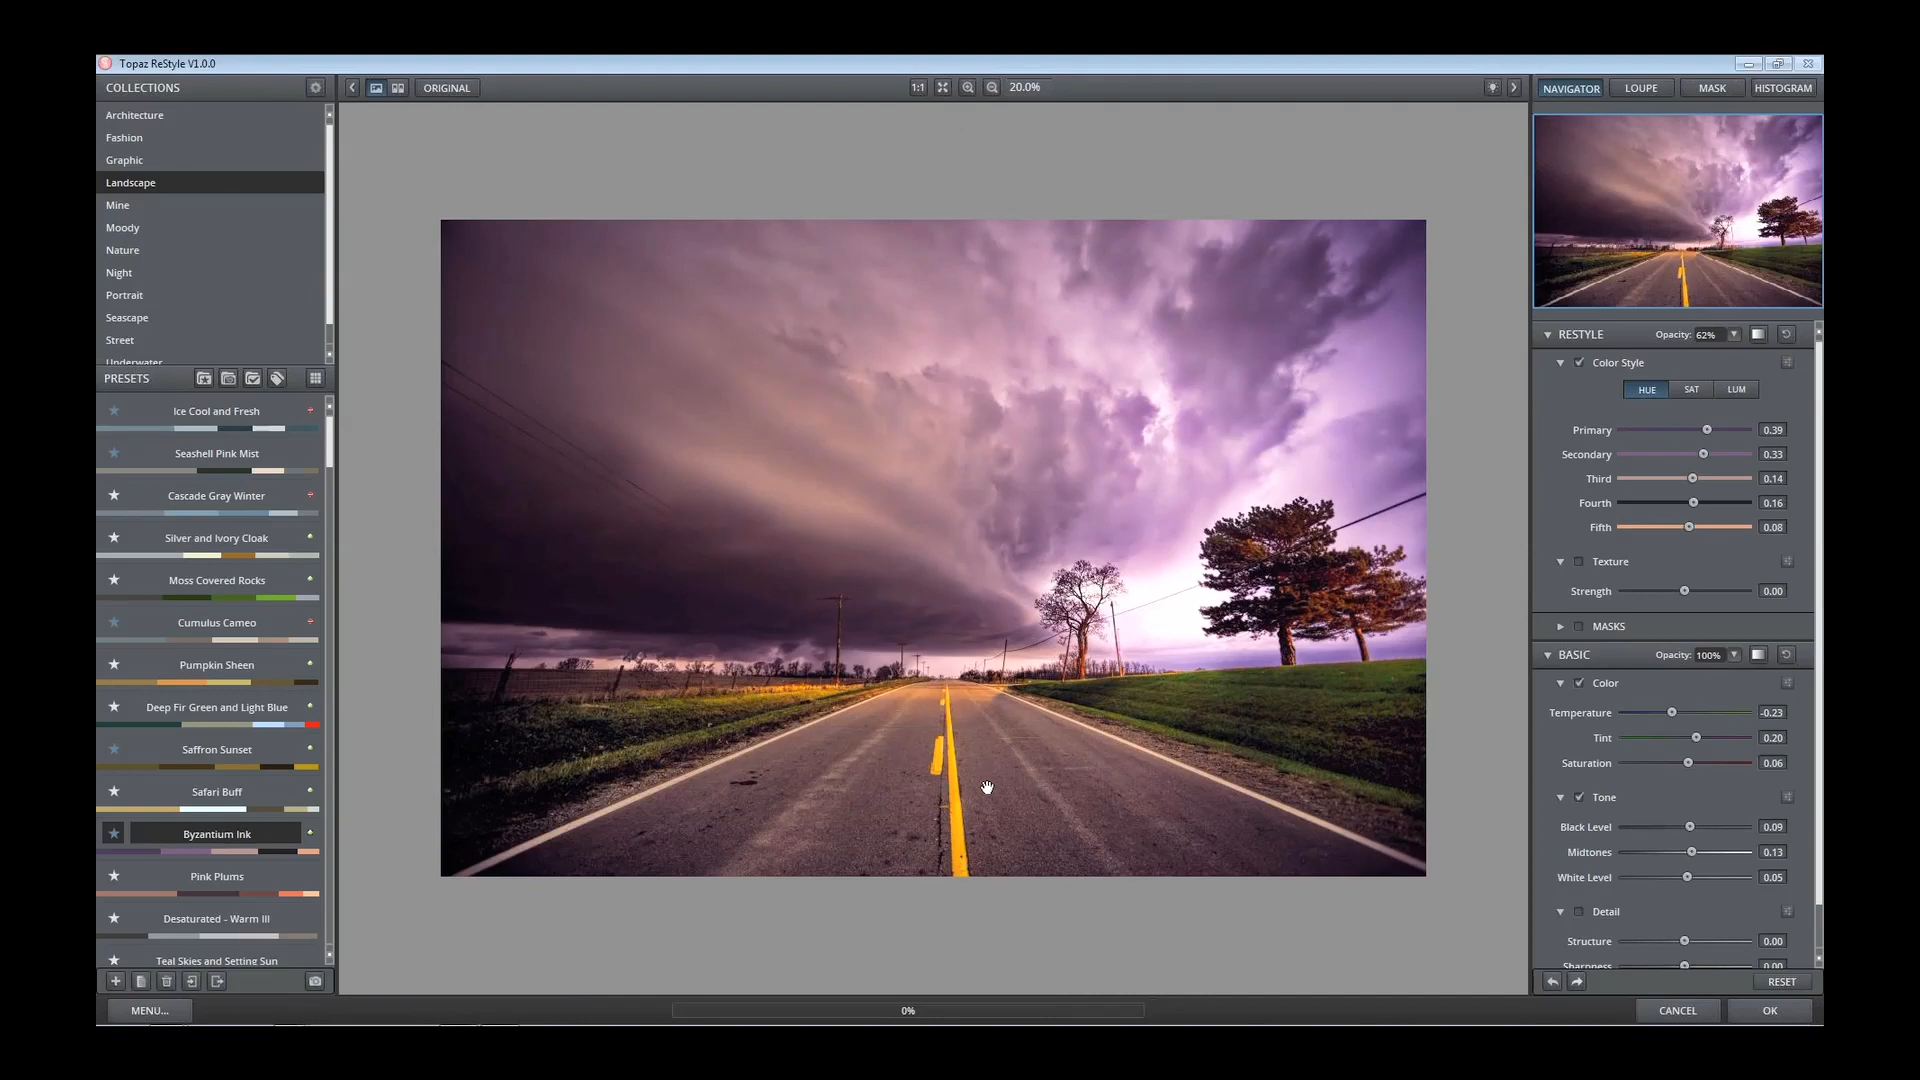 Topaz ReStyle V1.0.0
COLLECTIONS
ORIGINAL
1:1
20.0%
NAVIGATOR
LOUPE
MASK
HISTOGRAM
Architecture
Fashion
Graphic
Landscape
Mine
Moody
Nature
Night
Portrait
Seascape
Street
Underwater
PRESETS
Ice Cool and Fresh
Seashell Pink Mist
Cascade Gray Winter
Silver and Ivory Cloak
Moss Covered Rocks
Cumulus Cameo
Pumpkin Sheen
Deep Fir Green and Light Blue
Saffron Sunset
Safari Buff
Byzantium Ink
Pink Plums
Desaturated - Warm III
Teal Skies and Setting Sun
MENU...
0%
RESTYLE Opacity: 62%
Color Style
HUE SAT LUM
Primary 0.39
Secondary 0.33
Third 0.14
Fourth 0.16
Fifth 0.08
Texture
Strength 0.00
MASKS
BASIC Opacity: 100%
Color
Temperature -0.23
Tint 0.20
Saturation 0.06
Tone
Black Level 0.09
Midtones 0.13
White Level 0.05
Detail
Structure 0.00
Sharpness 0.00
RESET
CANCEL OK